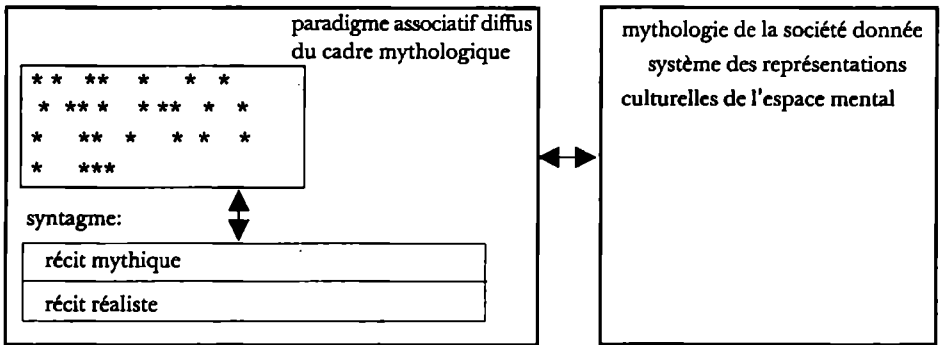 paradigme associatif diffus
du cadre mythologique
* * ** * * *
* ** * * ** * *
* ** * * * *
* ***
syntagme:
récit mythique
récit réaliste
mythologie de la société donnée
système des représentations
culturelles de l'espace mental